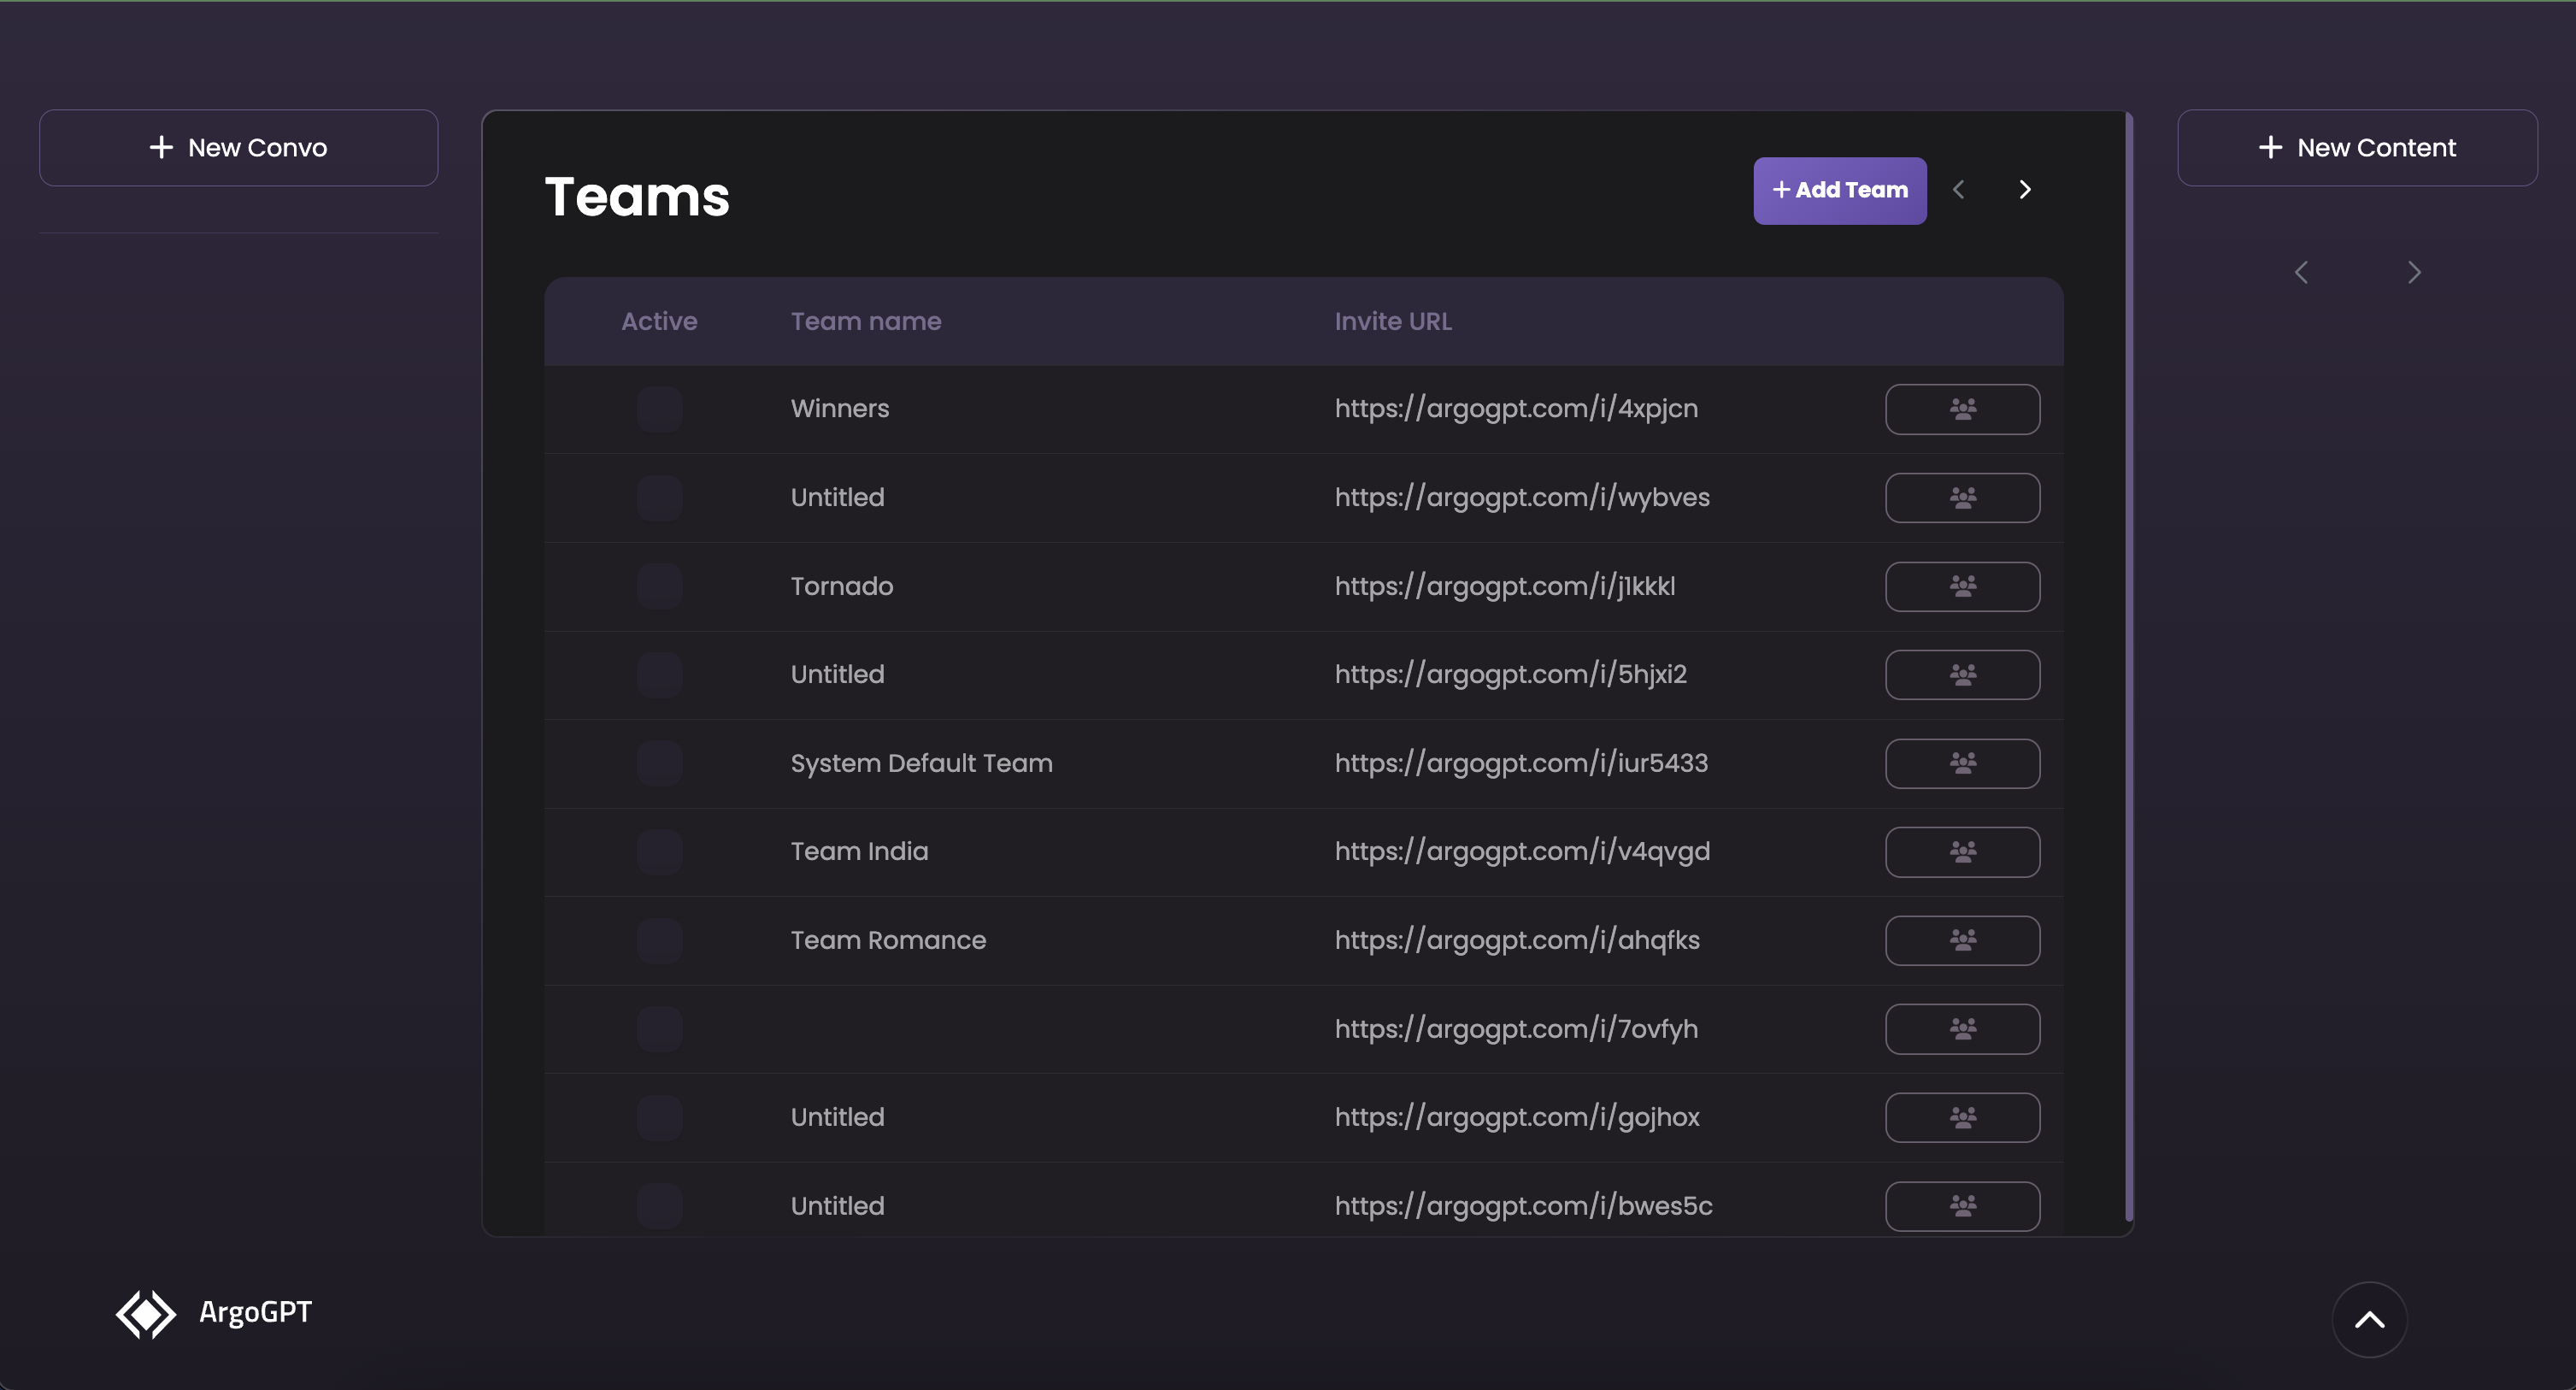 New Convo
Teams
Add Team
New Content
Active Team name Invite URL
Winners https://argogpt.com/i/4xpjcn
Untitled https://argogpt.com/i/wybves
Tornado https://argogpt.com/i/j1kkkl
Untitled https://argogpt.com/i/5hjxi2
System Default Team https://argogpt.com/i/iur5433
Team India https://argogpt.com/i/v4qvgd
Team Romance https://argogpt.com/i/ahqfks
https://argogpt.com/i/7ovfyh
Untitled https://argogpt.com/i/gojhox
Untitled https://argogpt.com/i/bwes5c
ArgoGPT